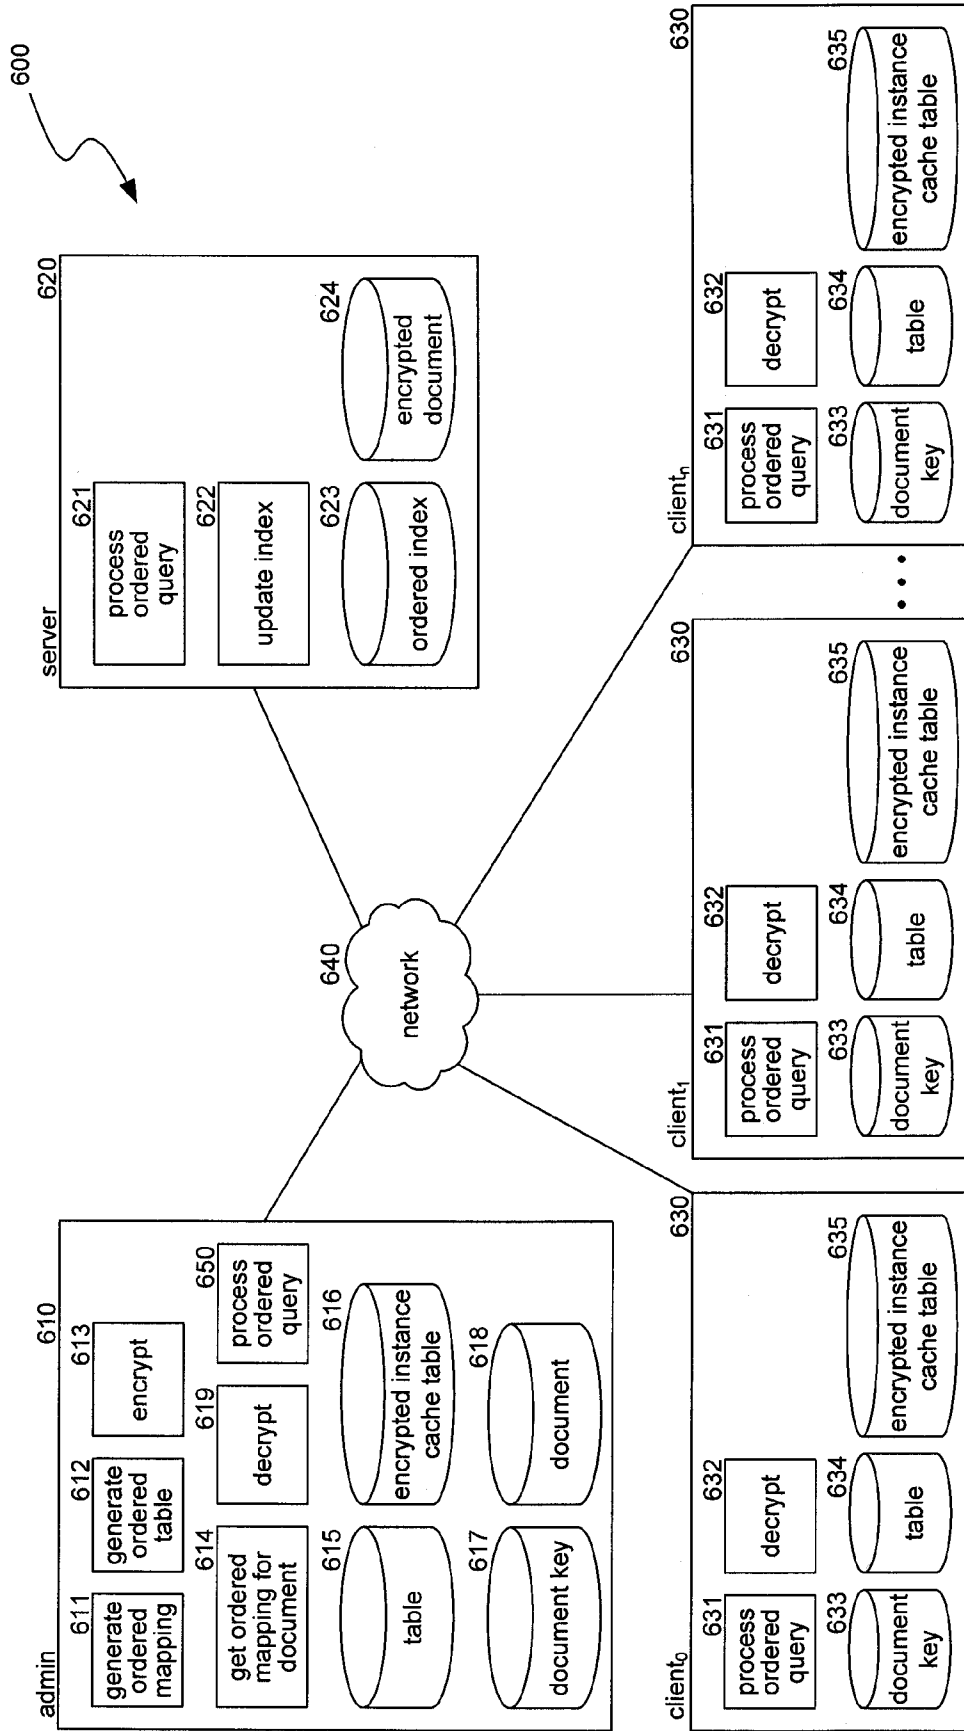 600
admin
610
611
generate
ordered
mapping
612
generate
ordered
table
613
encrypt
614
get ordered
mapping for
document
619
decrypt
650
process
ordered
query
615
table
616
encrypted instance
cache table
617
document key
618
document
server
620
621
process
ordered
query
622
update index
623
ordered index
624
encrypted
document
640
network
client0
630
631
process
ordered
query
632
decrypt
633
document
key
634
table
635
encrypted instance
cache table
client1
630
631
process
ordered
query
632
decrypt
633
document
key
634
table
635
encrypted instance
cache table
• • •
clientn
630
631
process
ordered
query
632
decrypt
633
document
key
634
table
635
encrypted instance
cache table